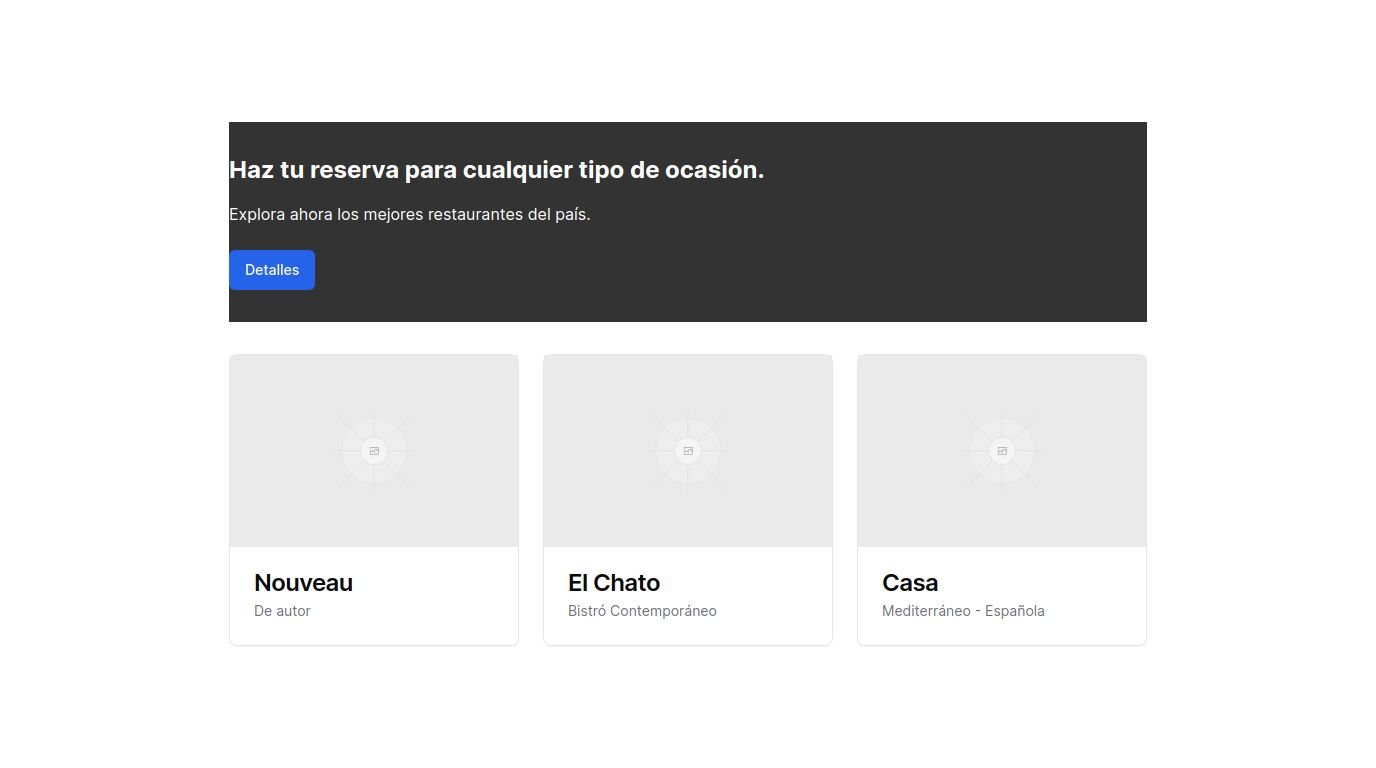 Haz tu reserva para cualquier tipo de ocasión.
Explora ahora los mejores restaurantes del país.
Detalles
Nouveau
De autor
El Chato
Bistró Contemporáneo
Casa
Mediterráneo - Española